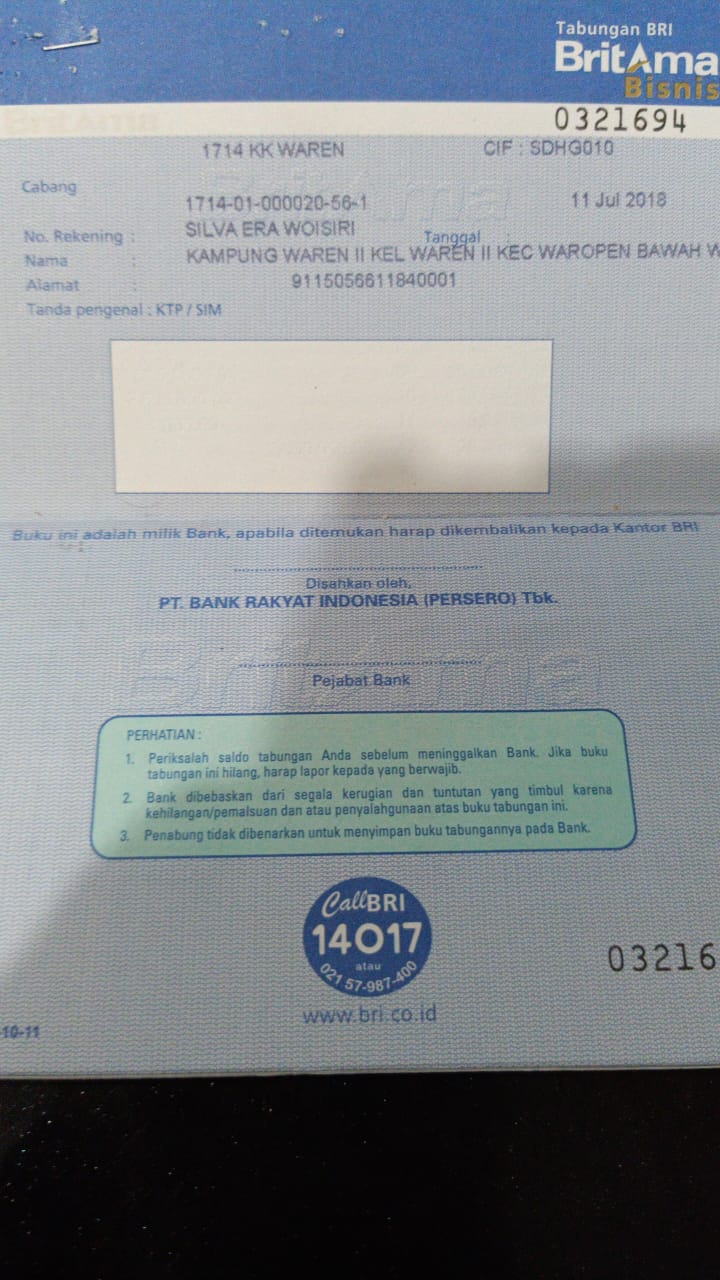 Tabungan BRI
BritAma
Bisnis
0321694
1714 KK WAREN CIF : SDHG010
Cabang
1714-01-000020-56-1 11 Jul 2018
No. Rekening : SILVA ERA WOISIRI Tanggal :
Nama : KAMPUNG WAREN II KEL WAREN II KEC WAROPEN BAWAH W
Alamat : 9115056611840001
Tanda pengenal : KTP / SIM
Buku ini adalah milik Bank, apabila ditemukan harap dikembalikan kepada Kantor BRI
Disahkan oleh,
PT. BANK RAKYAT INDONESIA (PERSERO) Tbk.
BritAma
Pejabat Bank
PERHATIAN :
1. Periksalah saldo tabungan Anda sebelum meninggalkan Bank. Jika buku
tabungan ini hilang, harap lapor kepada yang berwajib.
2. Bank dibebaskan dari segala kerugian dan tuntutan yang timbul karena
kehilangan/pemalsuan dan atau penyalahgunaan atas buku tabungan ini.
3. Penabung tidak dibenarkan untuk menyimpan buku tabungannya pada Bank.
CallBRI
14017
atau
021 57-987-400
03216
www.bri.co.id
-10-11